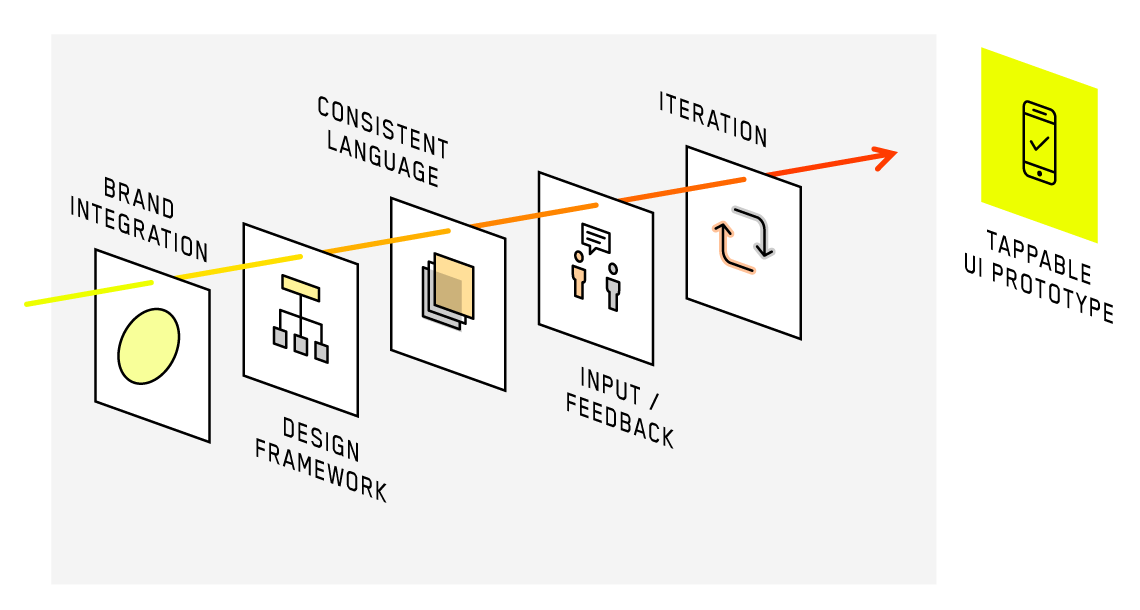 BRAND
INTEGRATION
DESIGN
FRAMEWORK
CONSISTENT
LANGUAGE
INPUT /
FEEDBACK
ITERATION
TAPPABLE
UI PROTOTYPE